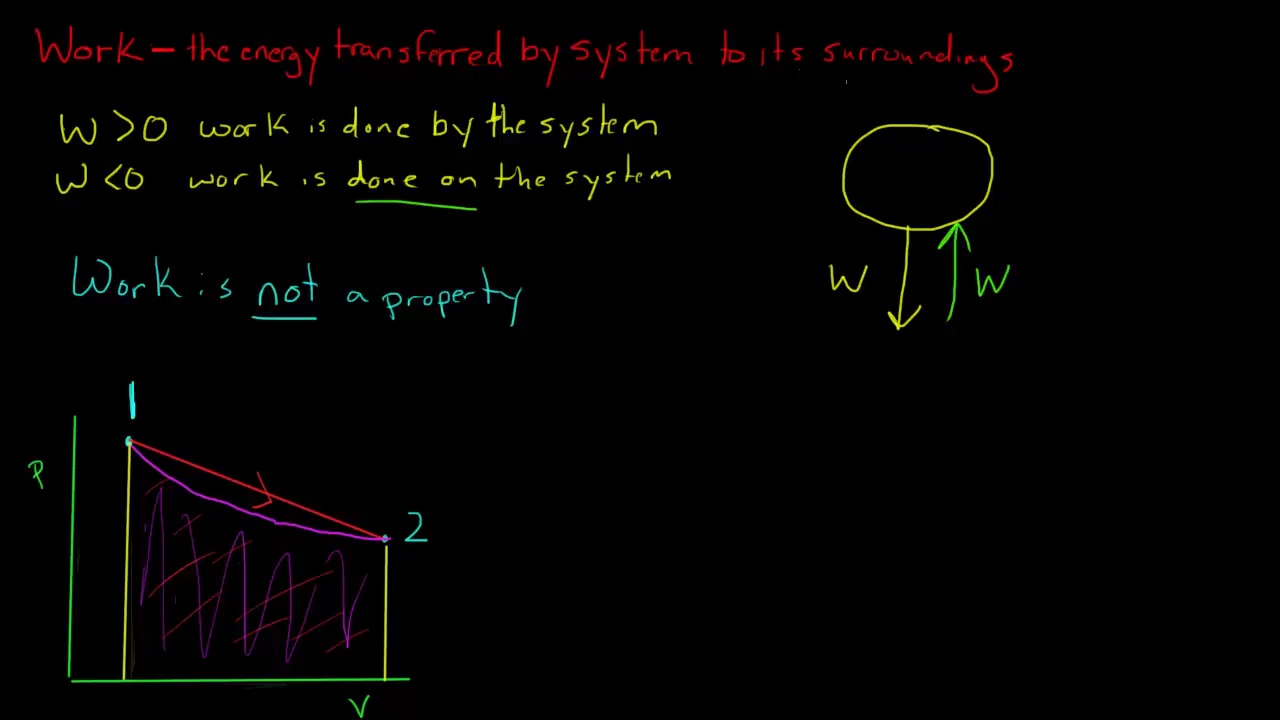 Work – the energy transferred by system to its surroundings
W >0 work is done by the system
W <0 work is done on the system
W W
Work is not a property
1
P
2
V